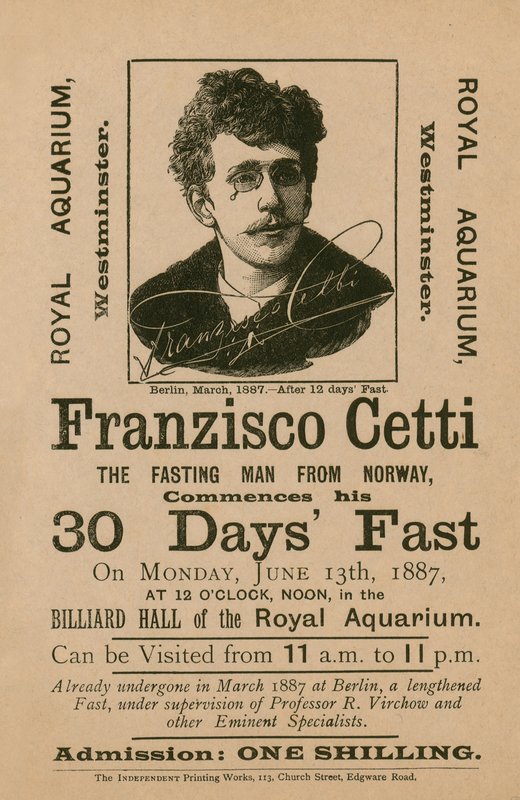 ROYAL AQUARIUM,
Westminster.
ROYAL AQUARIUM,
Westminster.
Franzisco Cetti
Berlin, March, 1887.—After 12 days' Fast.
Franzisco Cetti
THE FASTING MAN FROM NORWAY,
Commences his
30 Days' Fast
On MONDAY, JUNE 13th, 1887,
AT 12 O'CLOCK, NOON, in the
BILLIARD HALL of the Royal Aquarium.
Can be Visited from 11 a.m. to 11 p.m.
Already undergone in March 1887 at Berlin, a lengthened
Fast, under supervision of Professor R. Virchow and
other Eminent Specialists.
Admission: ONE SHILLING.
The INDEPENDENT Printing Works, 113, Church Street, Edgware Road.